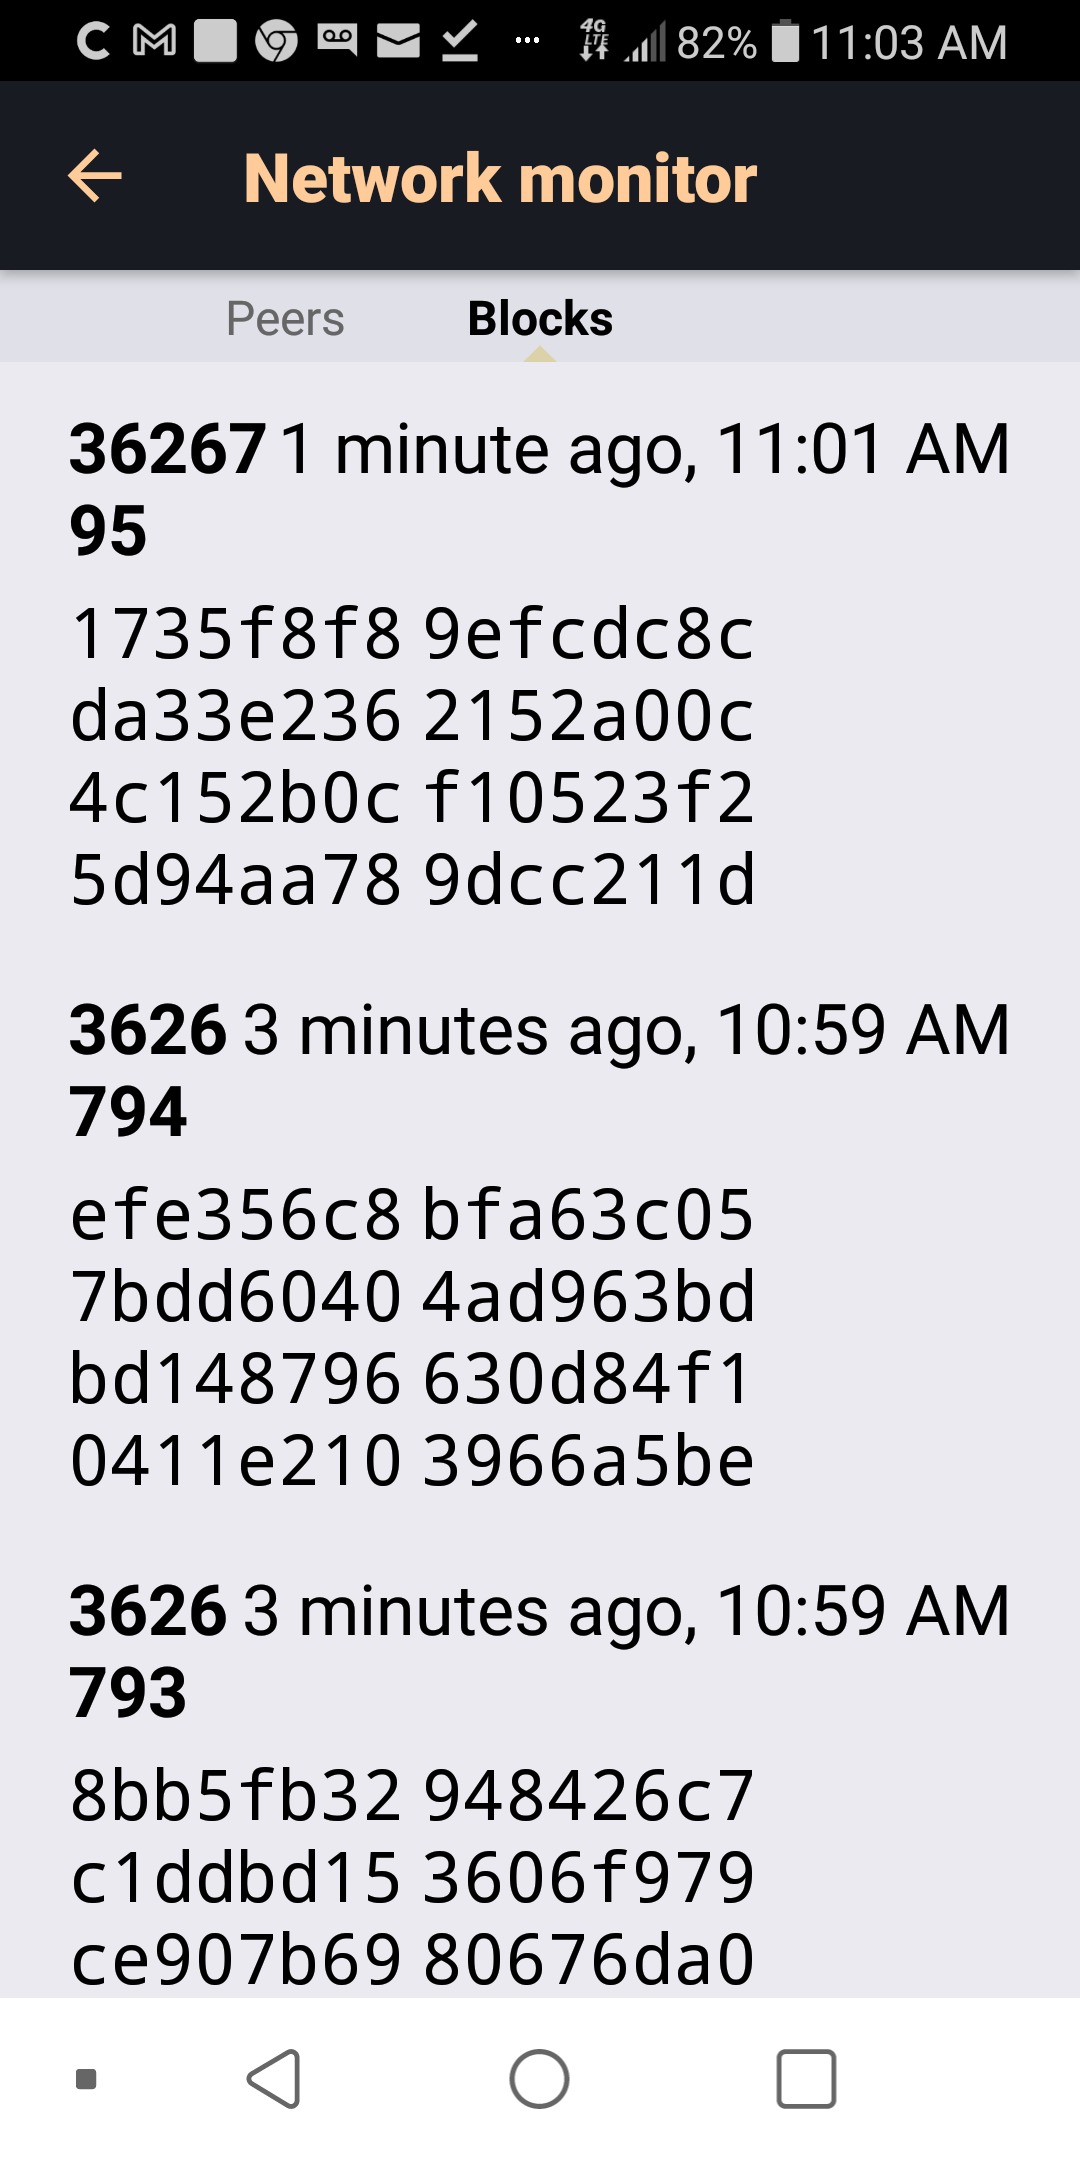 4G LTE 82% 11:03 AM
Network monitor
Peers Blocks
36267 1 minute ago, 11:01 AM
95
1735f8f8 9efcdc8c
da33e236 2152a00c
4c152b0c f10523f2
5d94aa78 9dcc211d
3626 3 minutes ago, 10:59 AM
794
efe356c8 bfa63c05
7bdd6040 4ad963bd
bd148796 630d84f1
0411e210 3966a5be
3626 3 minutes ago, 10:59 AM
793
8bb5fb32 948426c7
c1ddbd15 3606f979
ce907b69 80676da0